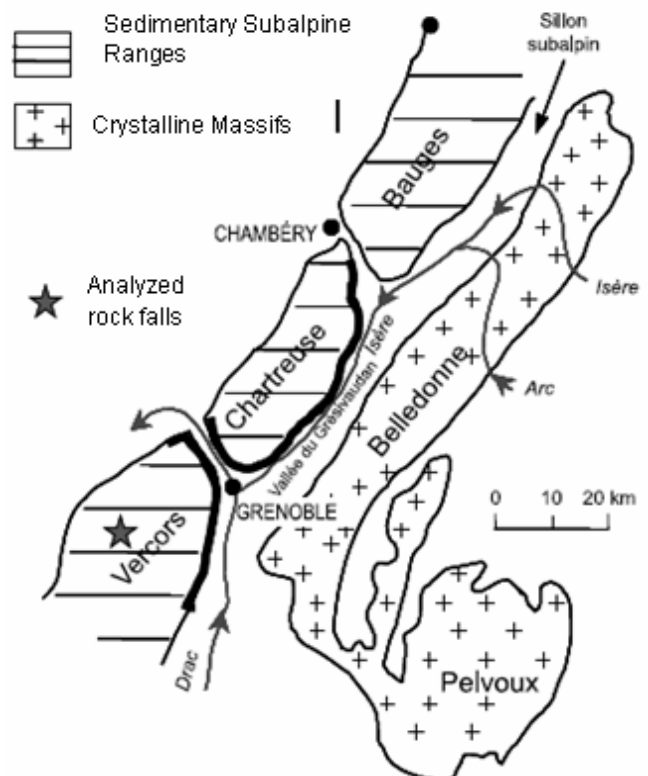 Sedimentary Subalpine
Ranges
Crystalline Massifs
Analyzed
rock falls
Sillon
subalpin
Bauges
CHAMBÉRY
Isère
Isère
Arc
Chartreuse
Vallée du Grésivaudan
Belledonne
GRENOBLE
0 10 20 km
Vercors
Drac
Pelvoux